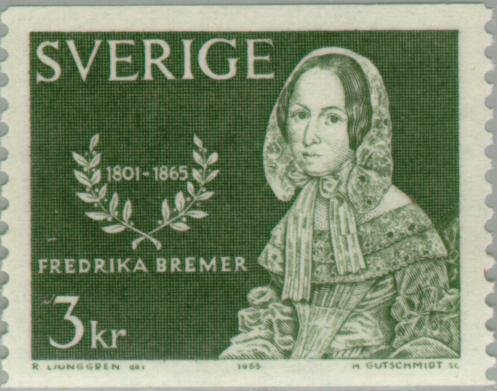 SVERIGE
1801-1865
FREDRIKA BREMER
3 kr
R. LJUNGGREN del 1965 H. GUTSCHMIDT SC.